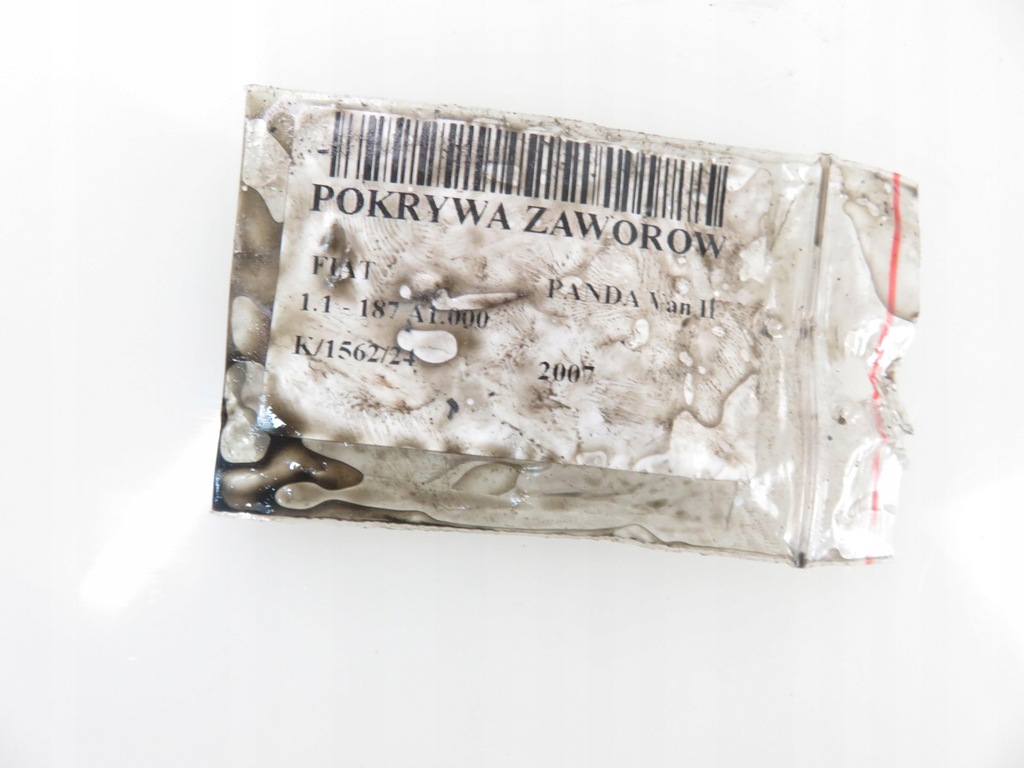 POKRYWA ZAWOROW
FIAT PANDA Van II
1.1 - 187 A1.000
K/1562/24 2007